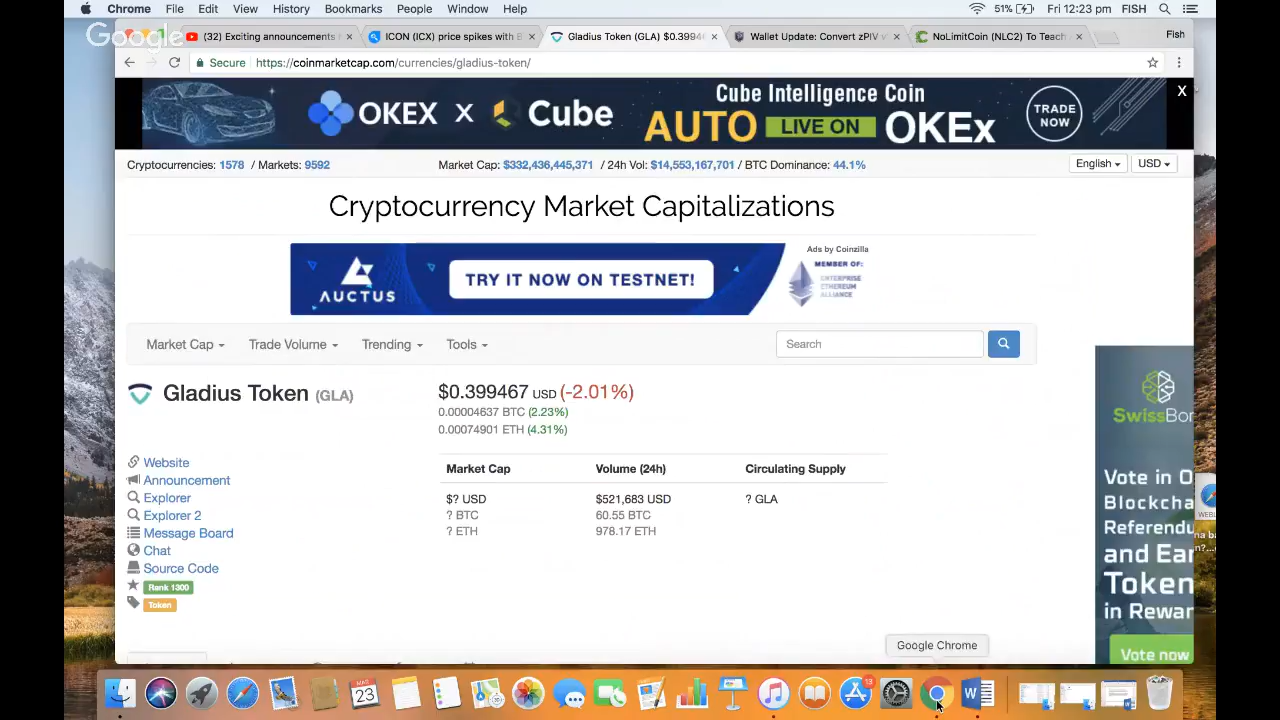 Chrome File Edit View History Bookmarks People Window Help 51% Fri 12:23 pm FISH
Google
(32) Exciting announcements
ICON (ICX) price spikes with B
Gladius Token (GLA) $0.3994
Wallet Update: Convert zPIV v
NoLimitCoin (NLC2) To Teach
Fish
Secure https://coinmarketcap.com/currencies/gladius-token/
OKEX X Cube
Cube Intelligence Coin
AUTO LIVE ON OKEx
TRADE NOW
X
Cryptocurrencies: 1578 / Markets: 9592
Market Cap: $332,436,445,371 / 24h Vol: $14,553,167,701 / BTC Dominance: 44.1%
English
USD
Cryptocurrency Market Capitalizations
AUCTUS
TRY IT NOW ON TESTNET!
Ads by Coinzilla
MEMBER OF:
ENTERPRISE
ETHEREUM
ALLIANCE
Market Cap Trade Volume Trending Tools
Search
Gladius Token (GLA)
$0.399467 USD (-2.01%)
0.00004637 BTC (2.23%)
0.00074901 ETH (4.31%)
Website
Announcement
Explorer
Explorer 2
Message Board
Chat
Source Code
Rank 1300
Token
Market Cap Volume (24h) Circulating Supply
$? USD $521,683 USD ? GLA
? BTC 60.55 BTC
? ETH 978.17 ETH
SwissBor
Vote in O
Blockcha
Referendu
and Ear
Token
in Rewar
Vote now
Google Chrome
MAR
23
W